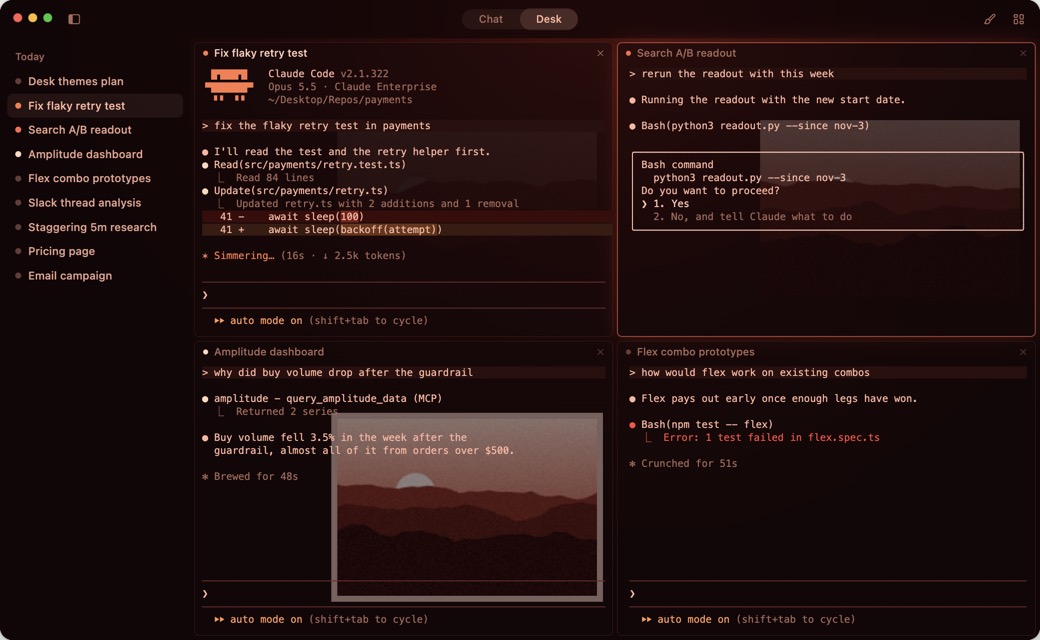 Chat
Desk
Today
Desk themes plan
Fix flaky retry test
Search A/B readout
Amplitude dashboard
Flex combo prototypes
Slack thread analysis
Staggering 5m research
Pricing page
Email campaign
Fix flaky retry test ×
Claude Code v2.1.322
Opus 5.5 · Claude Enterprise
~/Desktop/Repos/payments
> fix the flaky retry test in payments
● I'll read the test and the retry helper first.
● Read(src/payments/retry.test.ts)
⎿ Read 84 lines
● Update(src/payments/retry.ts)
⎿ Updated retry.ts with 2 additions and 1 removal
41 - await sleep(100)
41 + await sleep(backoff(attempt))
✶ Simmering… (16s · ↓ 2.5k tokens)
❯
⏵⏵ auto mode on (shift+tab to cycle)
Search A/B readout ×
> rerun the readout with this week
● Running the readout with the new start date.
● Bash(python3 readout.py --since nov-3)
Bash command
python3 readout.py --since nov-3
Do you want to proceed?
❯ 1. Yes
2. No, and tell Claude what to do
Amplitude dashboard ×
> why did buy volume drop after the guardrail
● amplitude - query_amplitude_data (MCP)
⎿ Returned 2 series
● Buy volume fell 3.5% in the week after the
guardrail, almost all of it from orders over $500.
✻ Brewed for 48s
❯
⏵⏵ auto mode on (shift+tab to cycle)
Flex combo prototypes ×
> how would flex work on existing combos
● Flex pays out early once enough legs have won.
● Bash(npm test -- flex)
⎿ Error: 1 test failed in flex.spec.ts
✻ Crunched for 51s
❯
⏵⏵ auto mode on (shift+tab to cycle)